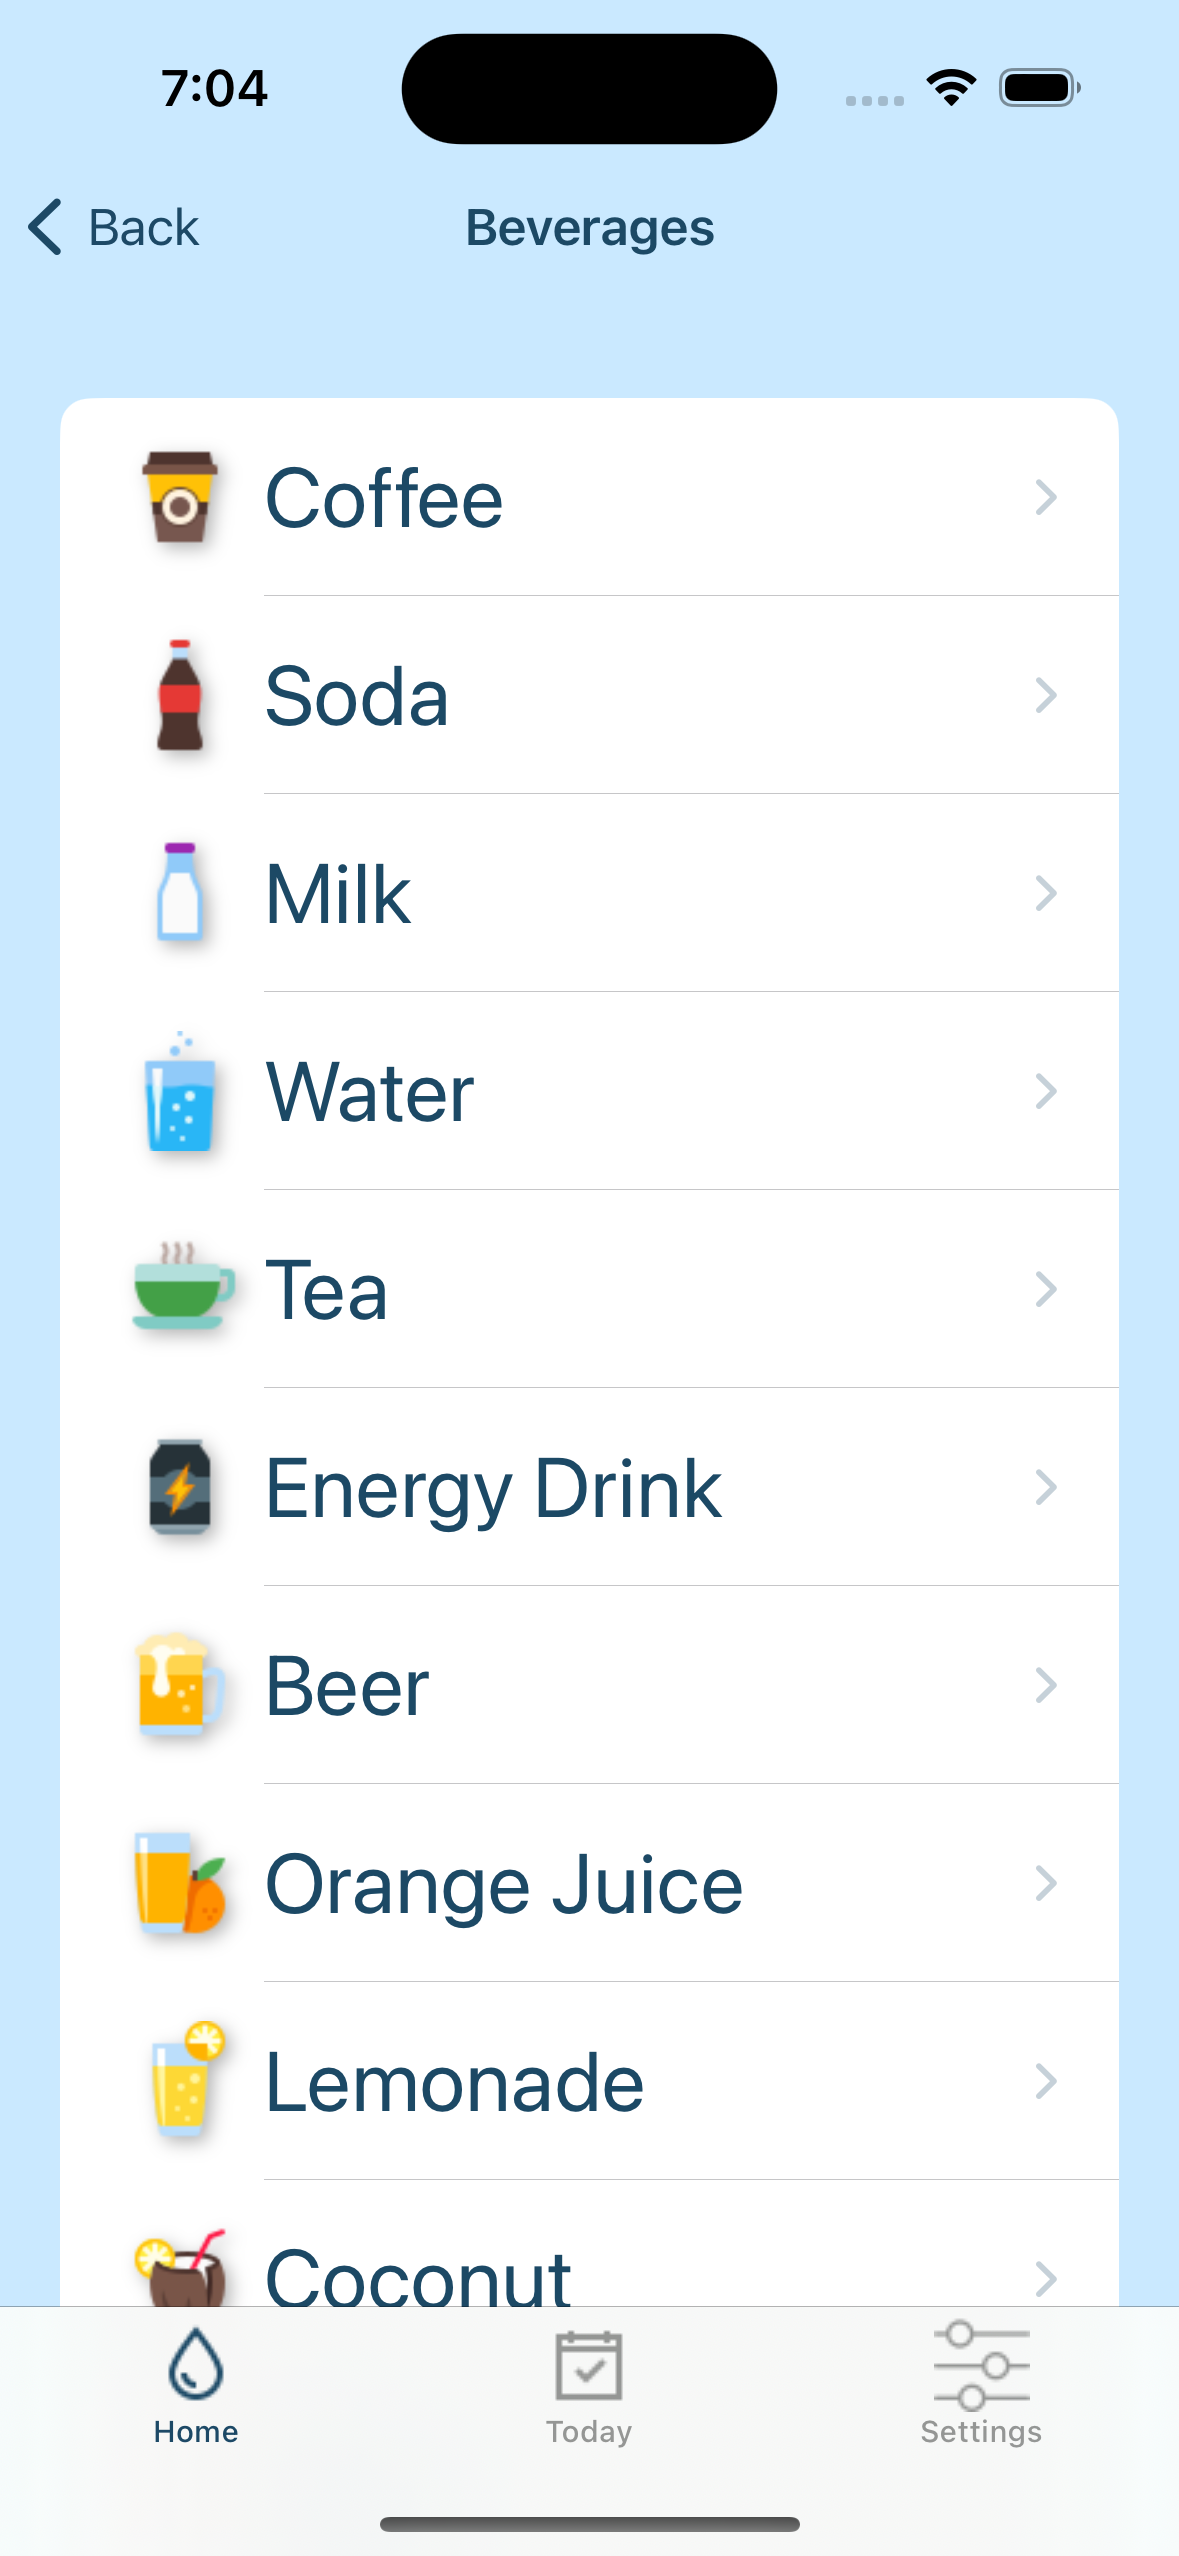 7:04
Back
Beverages
Coffee
Soda
Milk
Water
Tea
Energy Drink
Beer
Orange Juice
Lemonade
Coconut
Home
Today
Settings